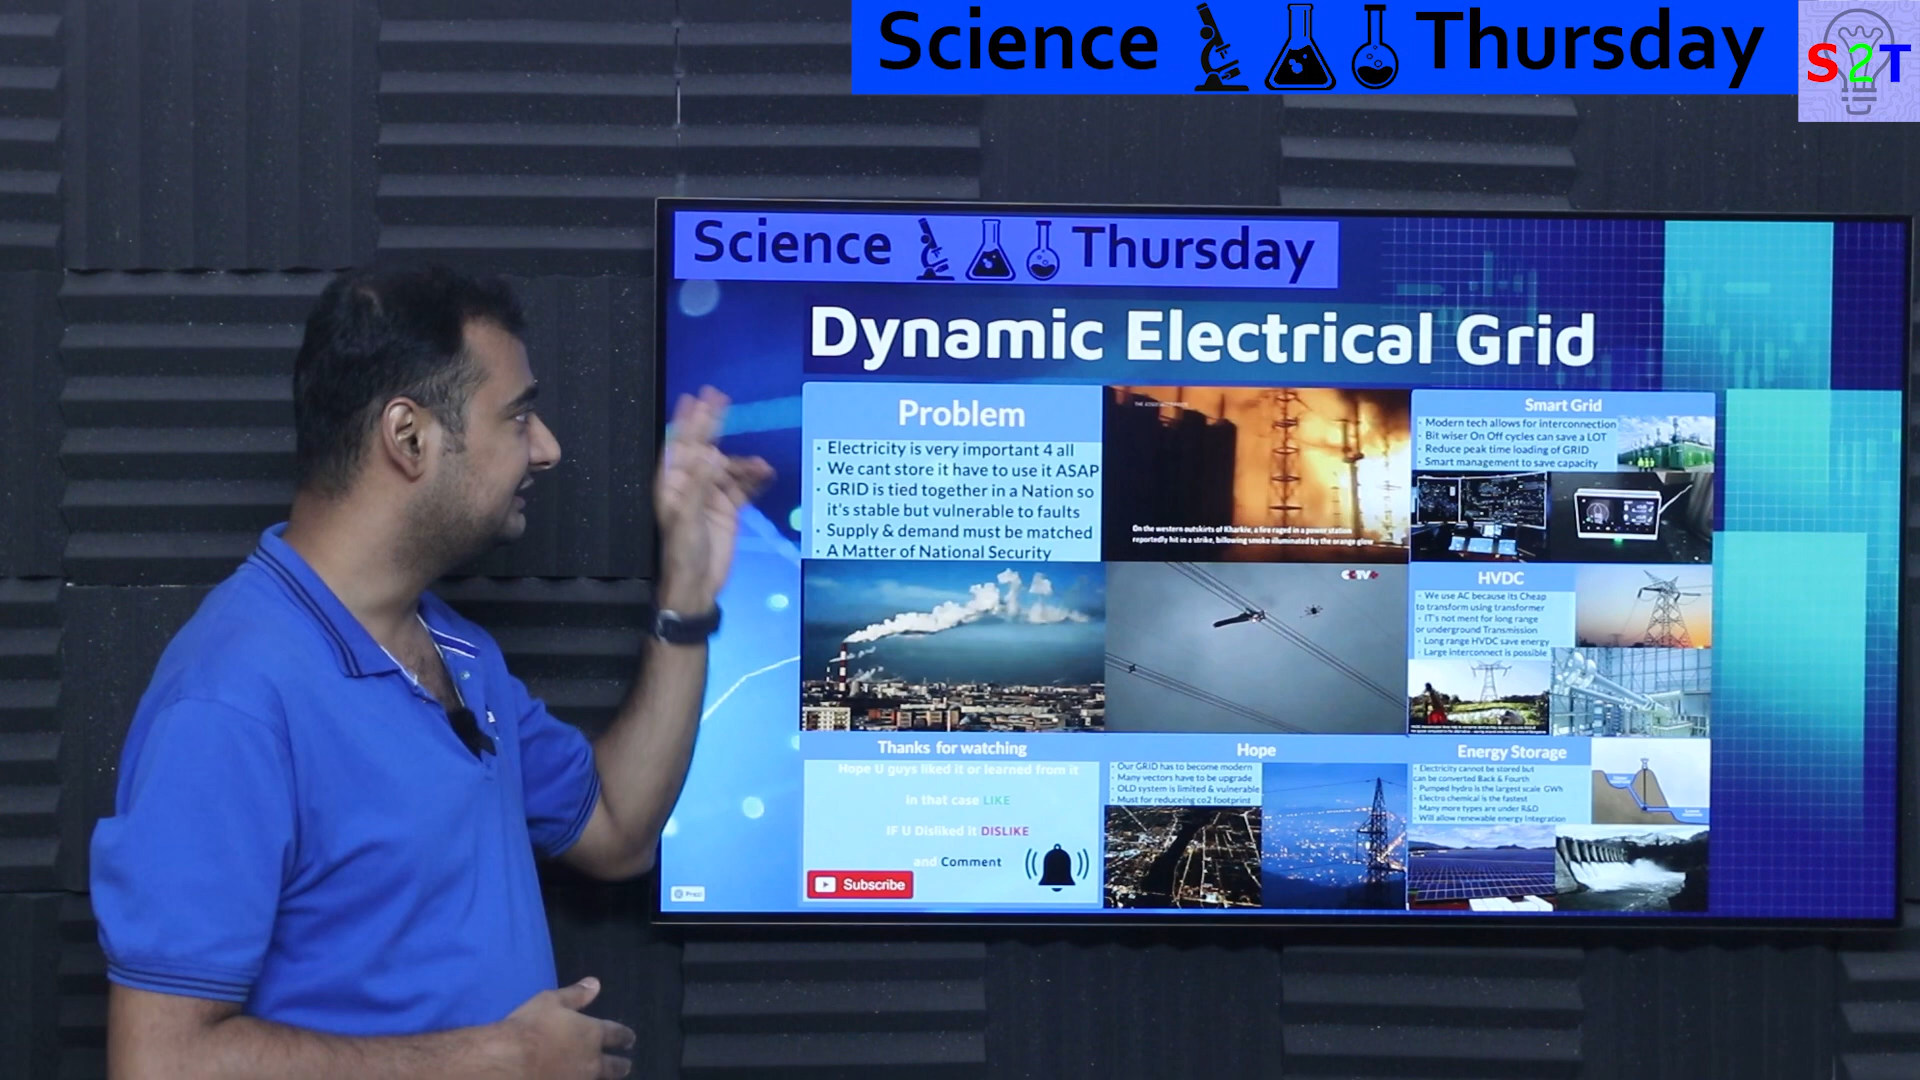 Science Thursday
S2T
Science Thursday
Dynamic Electrical Grid
Problem
· Electricity is very important 4 all
· We cant store it have to use it ASAP
· GRID is tied together in a Nation so
it's stable but vulnerable to faults
· Supply & demand must be matched
· A Matter of National Security
On the western outskirts of Kharkiv, a fire raged in a power station
reportedly hit in a strike, billowing smoke illuminated by the orange glow
Smart Grid
· Modern tech allows for interconnection
· Bit wiser On Off cycles can save a LOT
· Reduce peak time loading of GRID
· Smart management to save capacity
CCTV+
HVDC
· We use AC because its Cheap
to transform using transformer
· IT's not ment for long range
or underground Transmission
· Long range HVDC save energy
· Large interconnect is possible
Thanks for watching
Hope U guys liked it or learned from it
In that case LIKE
IF U Disliked it DISLIKE
and Comment
Subscribe
Prezi
Hope
· Our GRID has to become modern
· Many vectors have to be upgrade
· OLD system is limited & vulnerable
· Must for reduceing co2 footprint
Energy Storage
· Electricity cannot be stored but
can be converted Back & Fourth
· Pumped hydro is the largest scale GWh
· Electro chemical is the fastest
· Many more types are under R&D
· Will allow renewable energy Integration